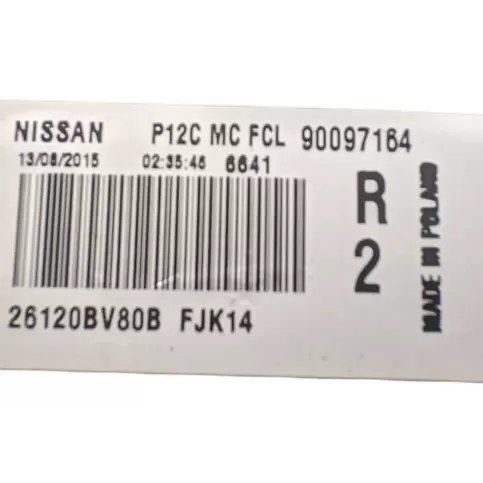 NISSAN P12C MC FCL 90097164
13/08/2015 02:35:46 6641
R
2
26120BV80B FJK14
MADE IN POLAND